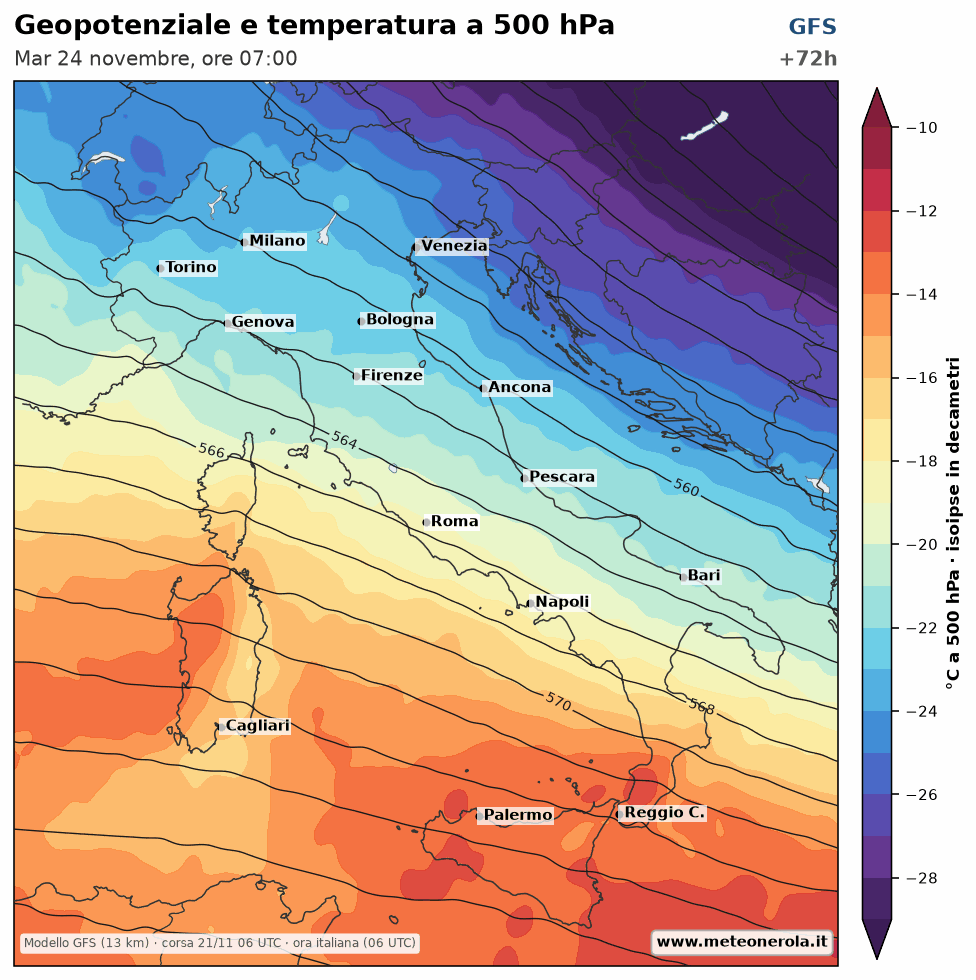 Geopotenziale e temperatura a 500 hPa
GFS
Mar 24 novembre, ore 07:00
+72h
Milano
Venezia
Torino
Genova
Bologna
Firenze
Ancona
564
566
Pescara
560
Roma
Bari
Napoli
570
568
Cagliari
Palermo
Reggio C.
Modello GFS (13 km) · corsa 21/11 06 UTC · ora italiana (06 UTC)
www.meteonerola.it
−10
−12
−14
−16
−18
−20
−22
−24
−26
−28
°C a 500 hPa · isoipse in decametri